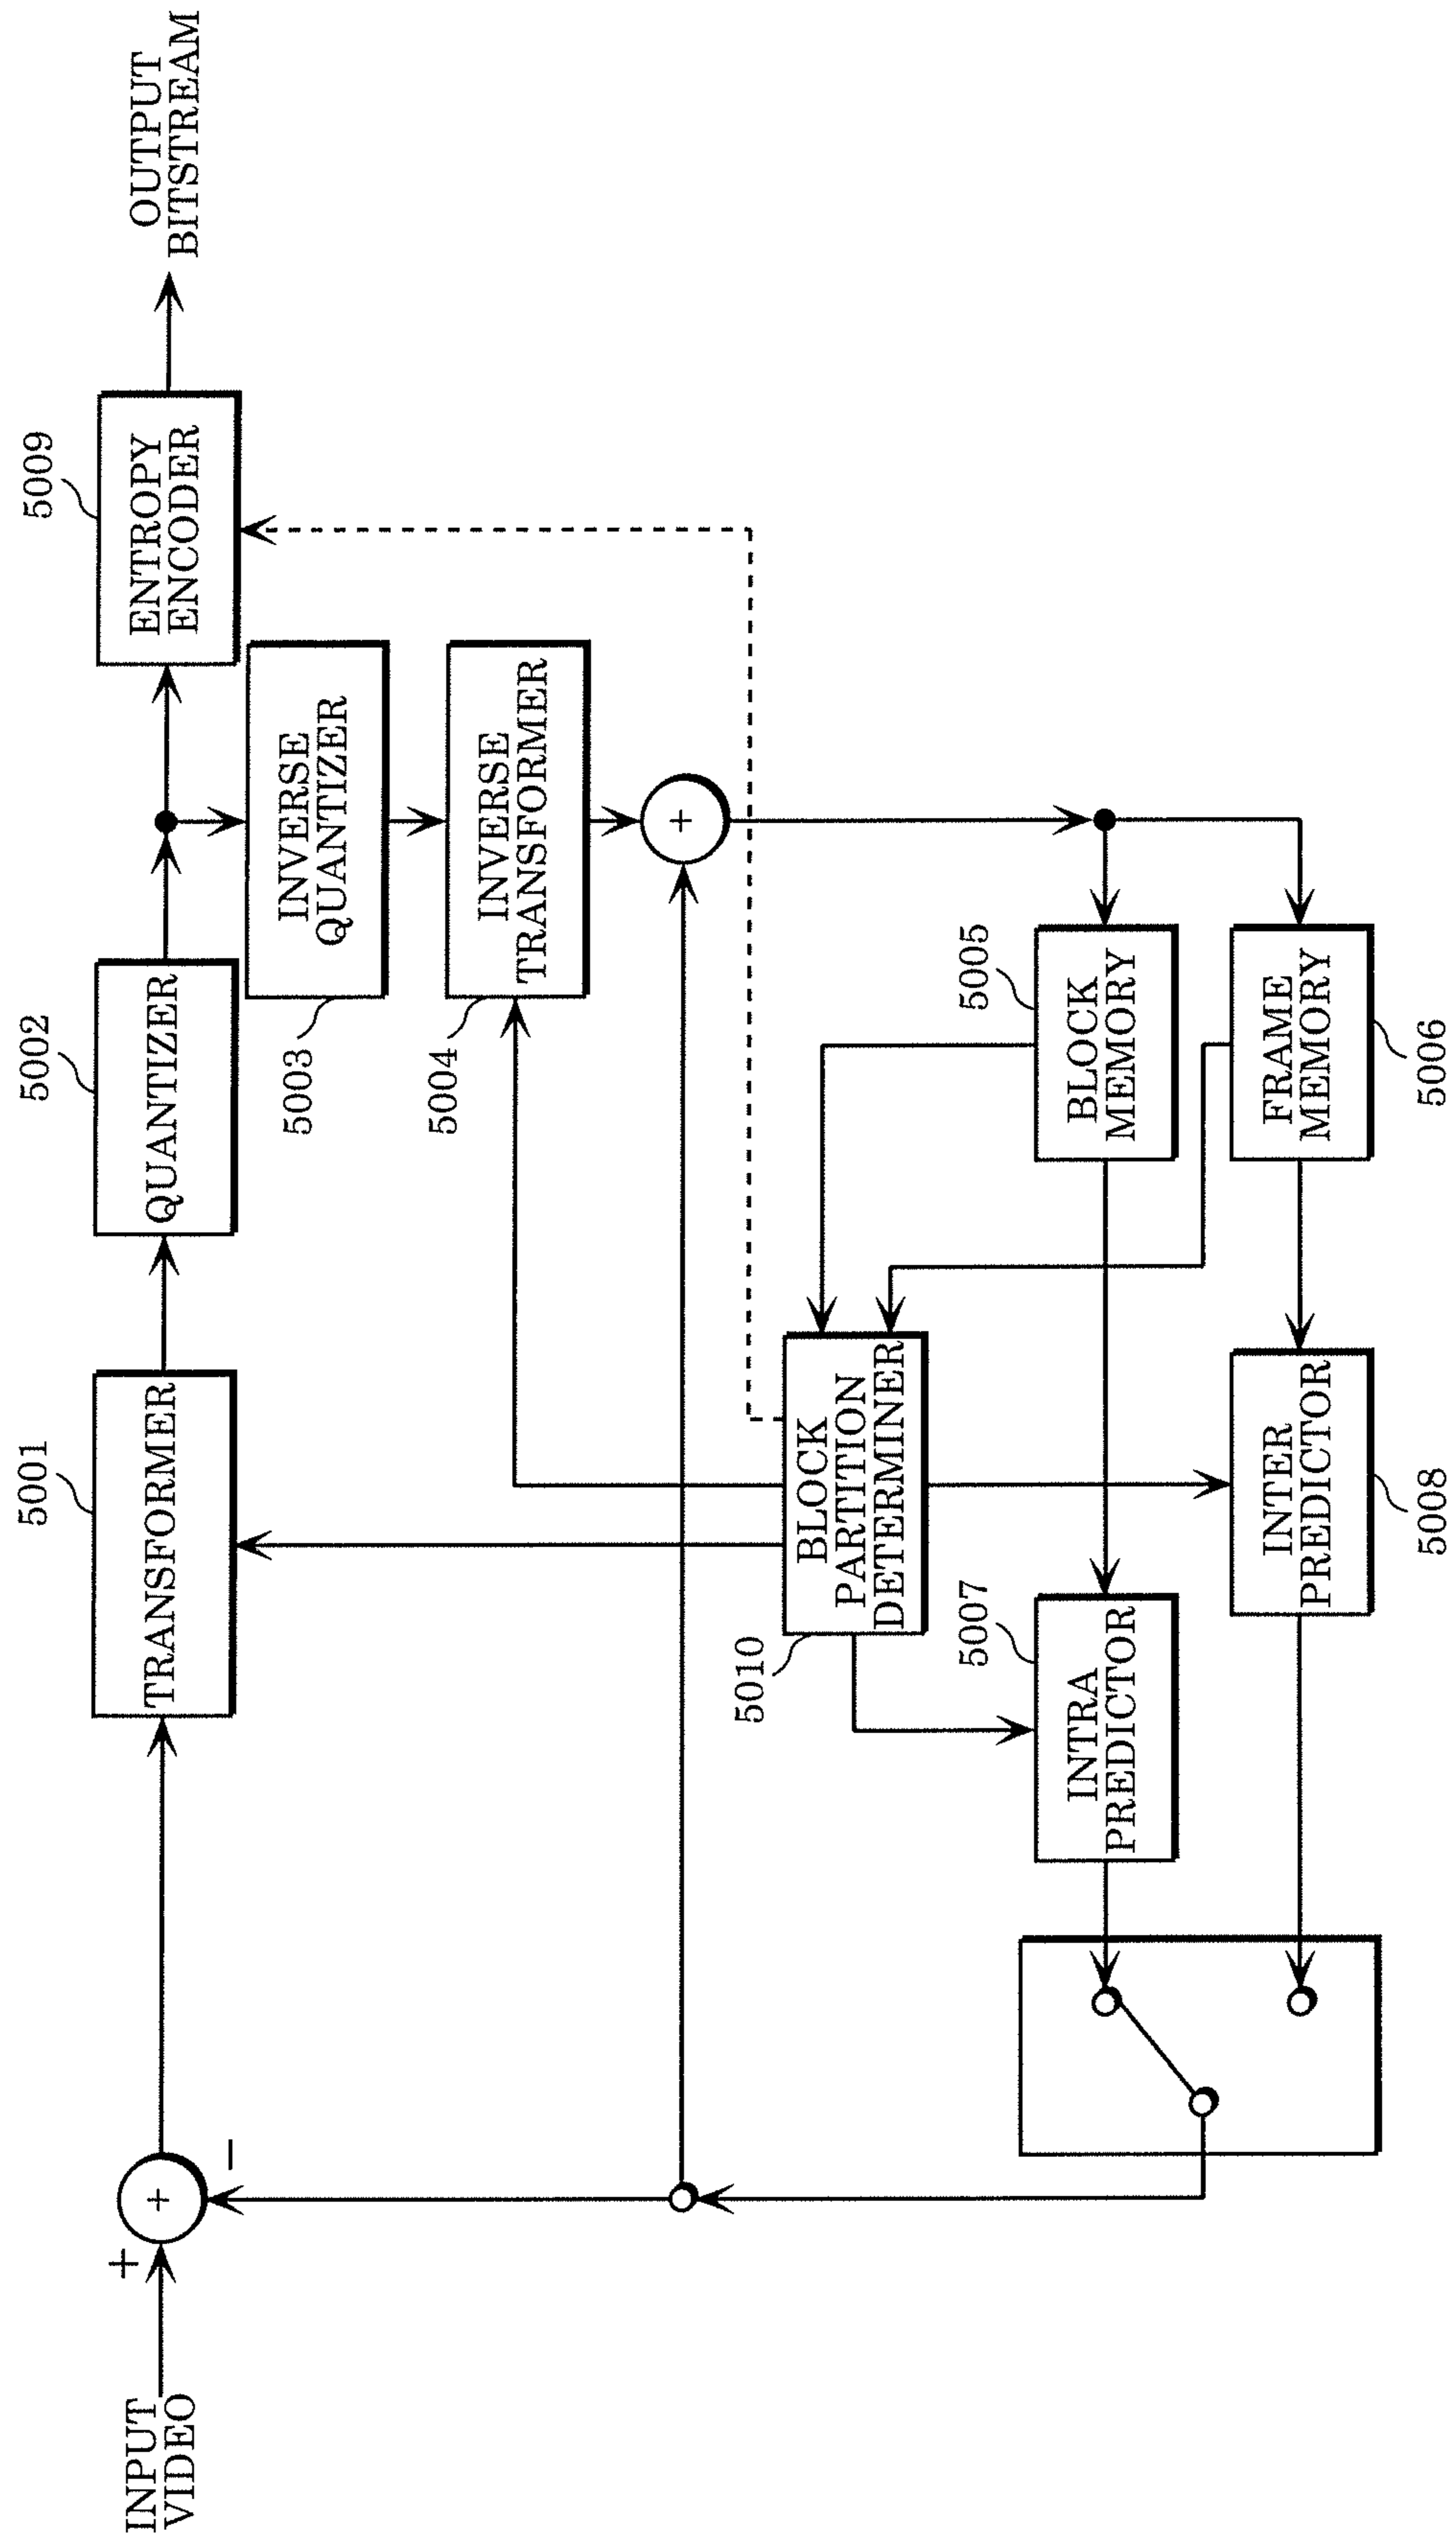 INPUT
VIDEO
+
+
−
5001
TRANSFORMER
5002
QUANTIZER
5009
ENTROPY
ENCODER
OUTPUT
BITSTREAM
5003
INVERSE
QUANTIZER
5004
INVERSE
TRANSFORMER
+
5010
BLOCK
PARTITION
DETERMINER
5005
BLOCK
MEMORY
5007
INTRA
PREDICTOR
5006
FRAME
MEMORY
5008
INTER
PREDICTOR